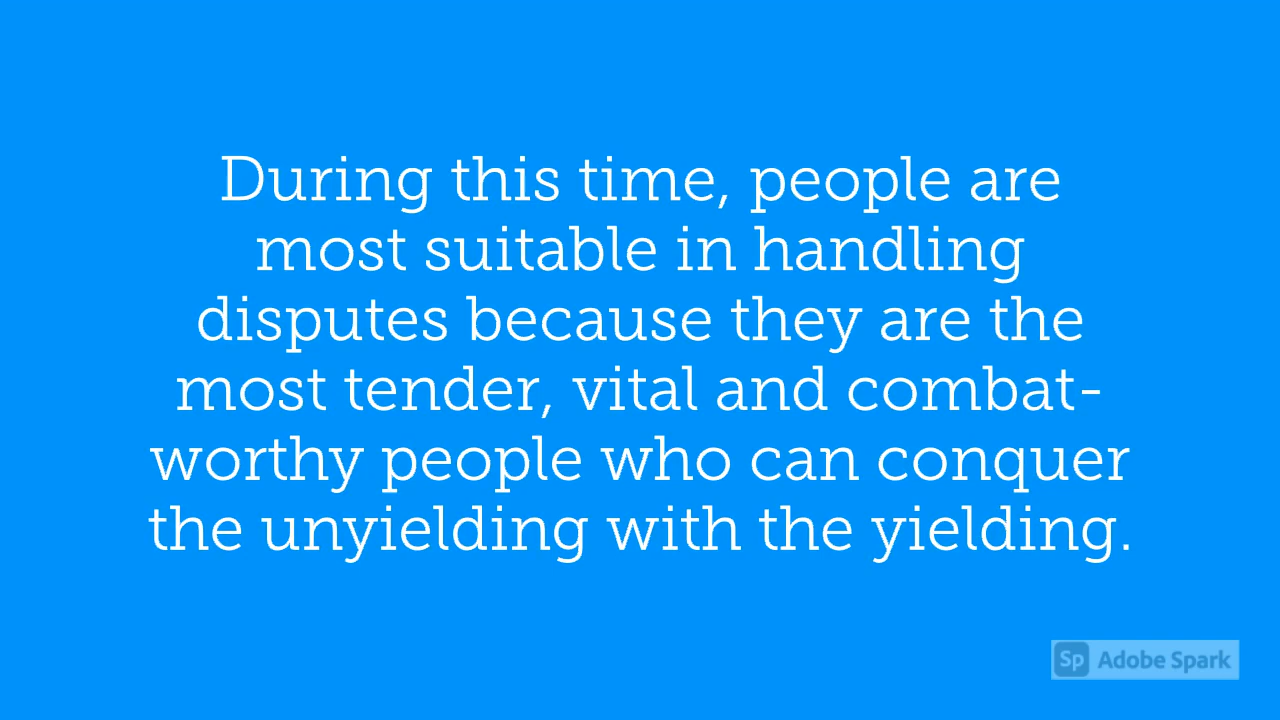 During this time, people are
most suitable in handling
disputes because they are the
most tender, vital and combat-
worthy people who can conquer
the unyielding with the yielding.
Sp Adobe Spark